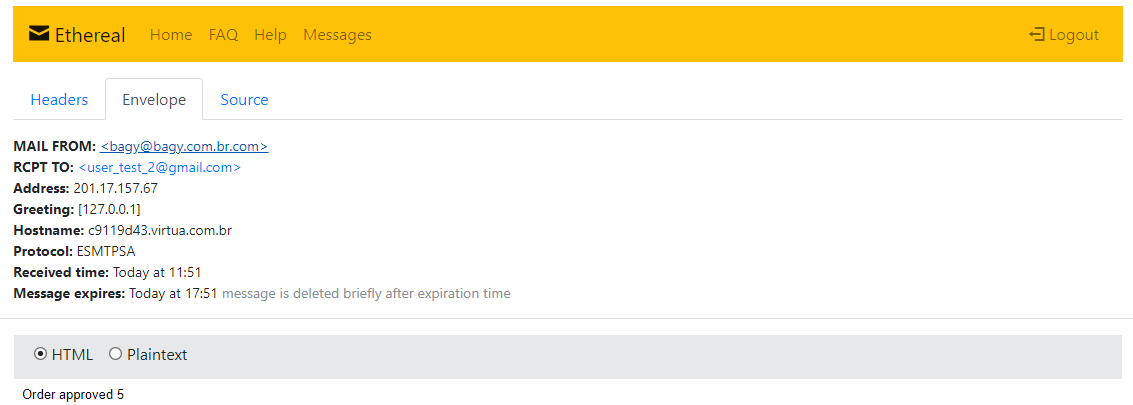 Ethereal Home FAQ Help Messages Logout
Headers Envelope Source
MAIL FROM: <bagy@bagy.com.br.com>
RCPT TO: <user_test_2@gmail.com>
Address: 201.17.157.67
Greeting: [127.0.0.1]
Hostname: c9119d43.virtua.com.br
Protocol: ESMTPSA
Received time: Today at 11:51
Message expires: Today at 17:51 message is deleted briefly after expiration time
HTML Plaintext
Order approved 5